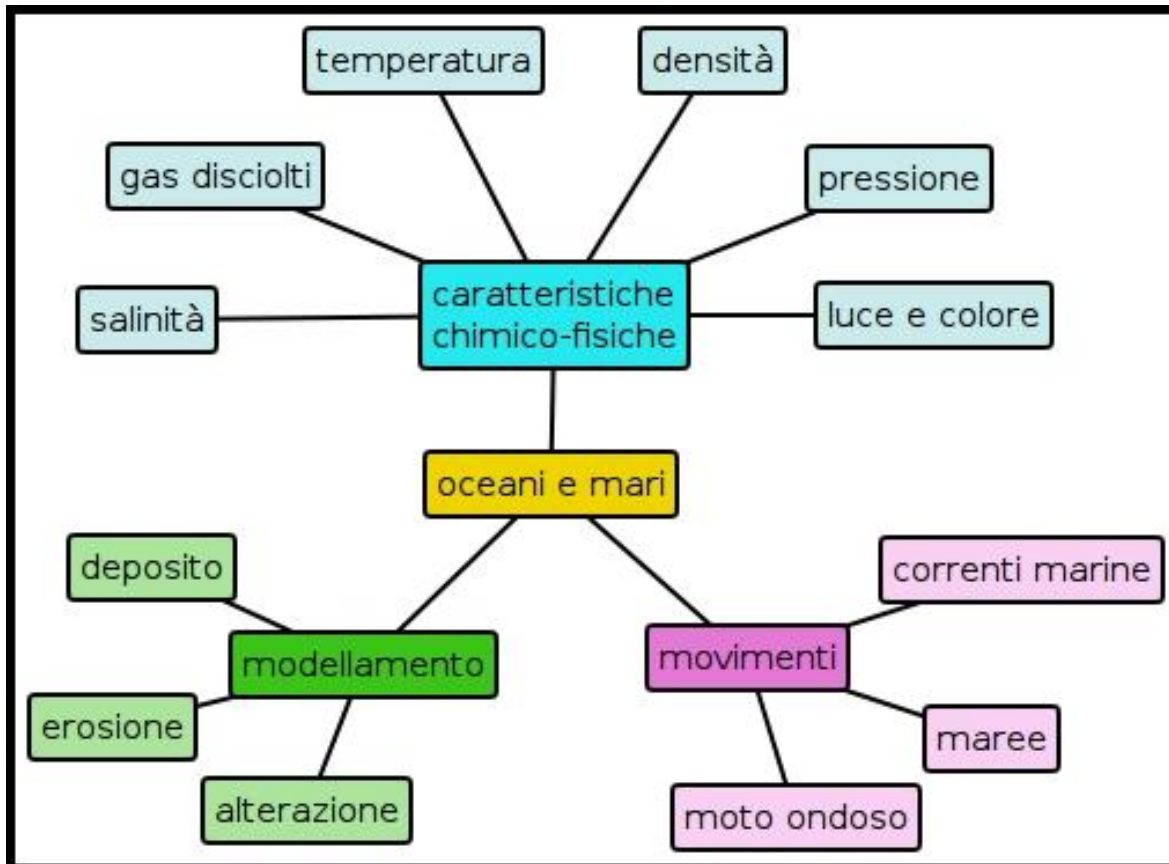 temperatura
densità
gas disciolti
pressione
salinità
caratteristiche
chimico-fisiche
luce e colore
oceani e mari
deposito
correnti marine
modellamento
movimenti
erosione
maree
alterazione
moto ondoso